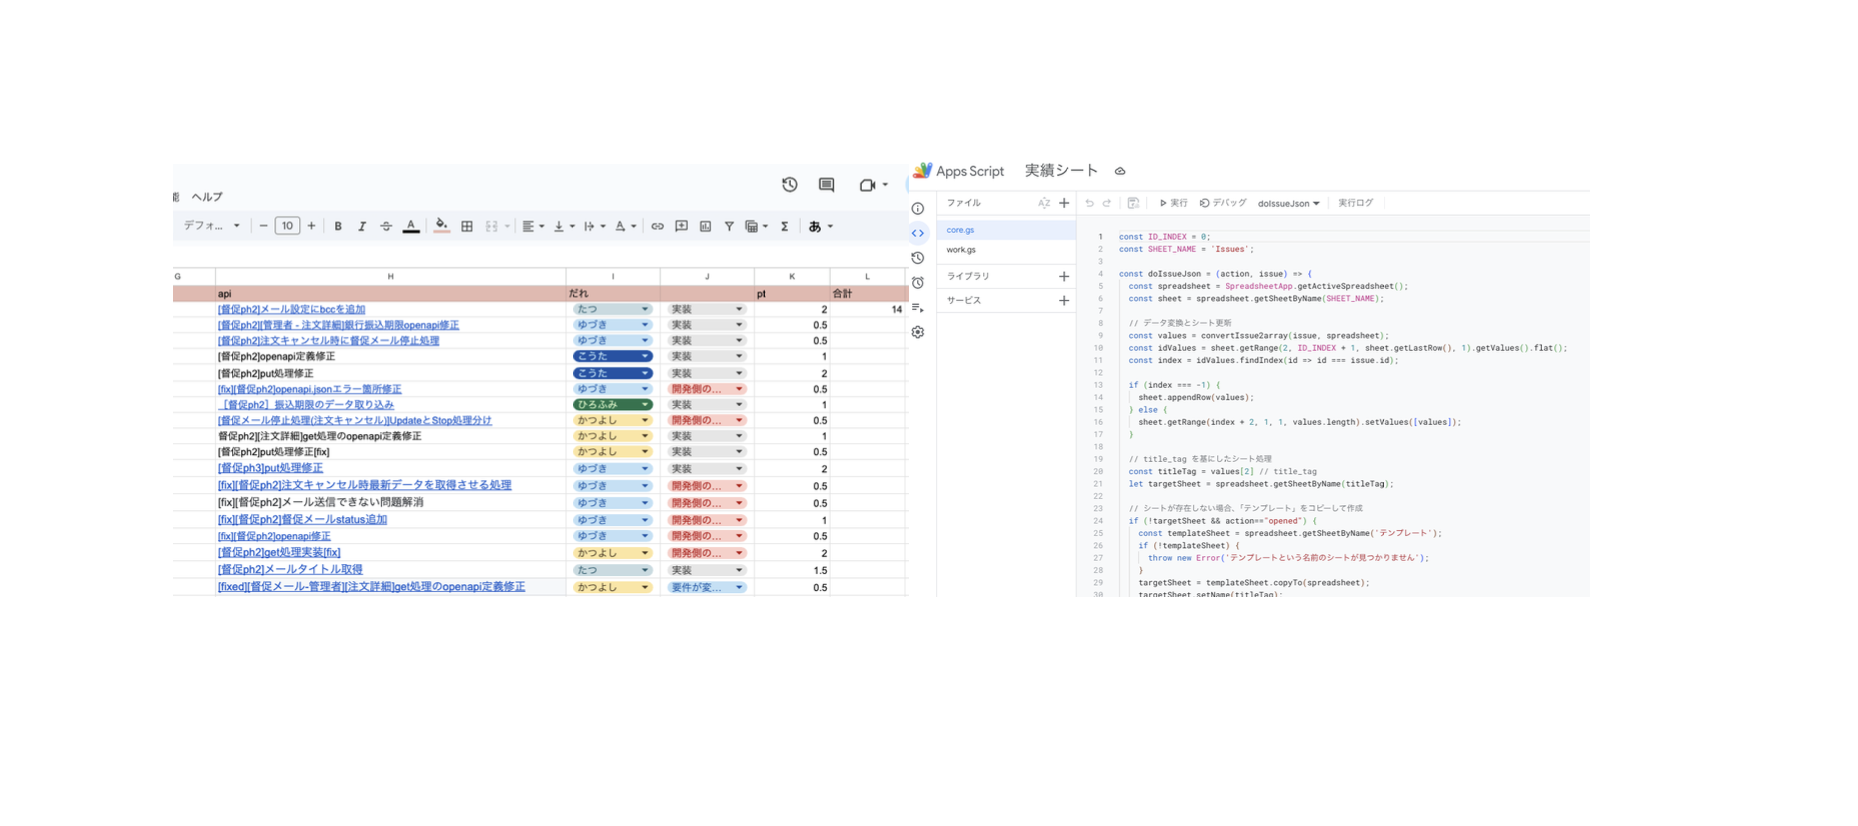 能 ヘルプ
デフォ... − 10 + B I A あ
G H I J K L
api だれ pt 合計
[督促ph2]メール設定にbccを追加 たつ 実装 2 14
[督促ph2][管理者 - 注文詳細]銀行振込期限openapi修正 ゆづき 実装 0.5
[督促ph2]注文キャンセル時に督促メール停止処理 ゆづき 実装 0.5
[督促ph2]openapi定義修正 こうた 実装 1
[督促ph2]put処理修正 こうた 実装 2
[fix][督促ph2]openapi.jsonエラー箇所修正 ゆづき 開発側の... 0.5
［督促ph2］振込期限のデータ取り込み ひろふみ 実装 1
[督促メール停止処理(注文キャンセル)]UpdateとStop処理分け かつよし 開発側の... 0.5
督促ph2][注文詳細]get処理のopenapi定義修正 かつよし 実装 1
[督促ph2]put処理修正[fix] かつよし 実装 0.5
[督促ph3]put処理修正 ゆづき 実装 2
[fix][督促ph2]注文キャンセル時最新データを取得させる処理 ゆづき 開発側の... 0.5
[fix][督促ph2]メール送信できない問題解消 ゆづき 開発側の... 0.5
[fix][督促ph2]督促メールstatus追加 ゆづき 開発側の... 1
[fix][督促ph2]openapi修正 ゆづき 開発側の... 0.5
[督促ph2]get処理実装[fix] かつよし 開発側の... 2
[督促ph2]メールタイトル取得 たつ 実装 1.5
[fixed][督促メール-管理者][注文詳細]get処理のopenapi定義修正 かつよし 要件が変... 0.5
Apps Script 実績シート
ファイル
core.gs
work.gs
ライブラリ
サービス
実行 デバッグ doIssueJson 実行ログ
1 const ID_INDEX = 0;
2 const SHEET_NAME = 'Issues';
3
4 const doIssueJson = (action, issue) => {
5 const spreadsheet = SpreadsheetApp.getActiveSpreadsheet();
6 const sheet = spreadsheet.getSheetByName(SHEET_NAME);
7
8 // データ変換とシート更新
9 const values = convertIssue2array(issue, spreadsheet);
10 const idValues = sheet.getRange(2, ID_INDEX + 1, sheet.getLastRow(), 1).getValues().flat();
11 const index = idValues.findIndex(id => id === issue.id);
12
13 if (index === -1) {
14 sheet.appendRow(values);
15 } else {
16 sheet.getRange(index + 2, 1, 1, values.length).setValues([values]);
17 }
18
19 // title_tag を基にしたシート処理
20 const titleTag = values[2] // title_tag
21 let targetSheet = spreadsheet.getSheetByName(titleTag);
22
23 // シートが存在しない場合、「テンプレート」をコピーして作成
24 if (!targetSheet && action=="opened") {
25 const templateSheet = spreadsheet.getSheetByName('テンプレート');
26 if (!templateSheet) {
27 throw new Error('テンプレートという名前のシートが見つかりません');
28 }
29 targetSheet = templateSheet.copyTo(spreadsheet);
30 targetSheet.setName(titleTag);